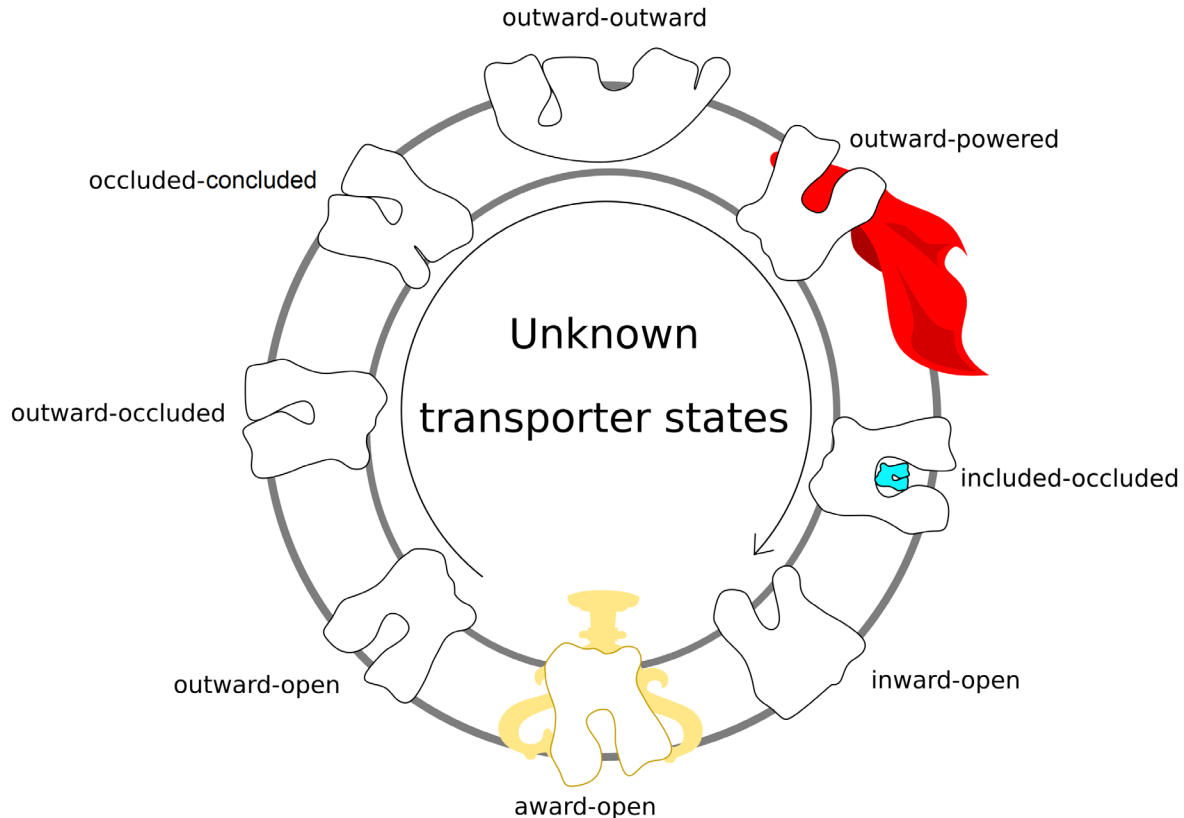 outward-outward
outward-powered
occluded-concluded
Unknown
transporter states
outward-occluded
included-occluded
outward-open
inward-open
award-open